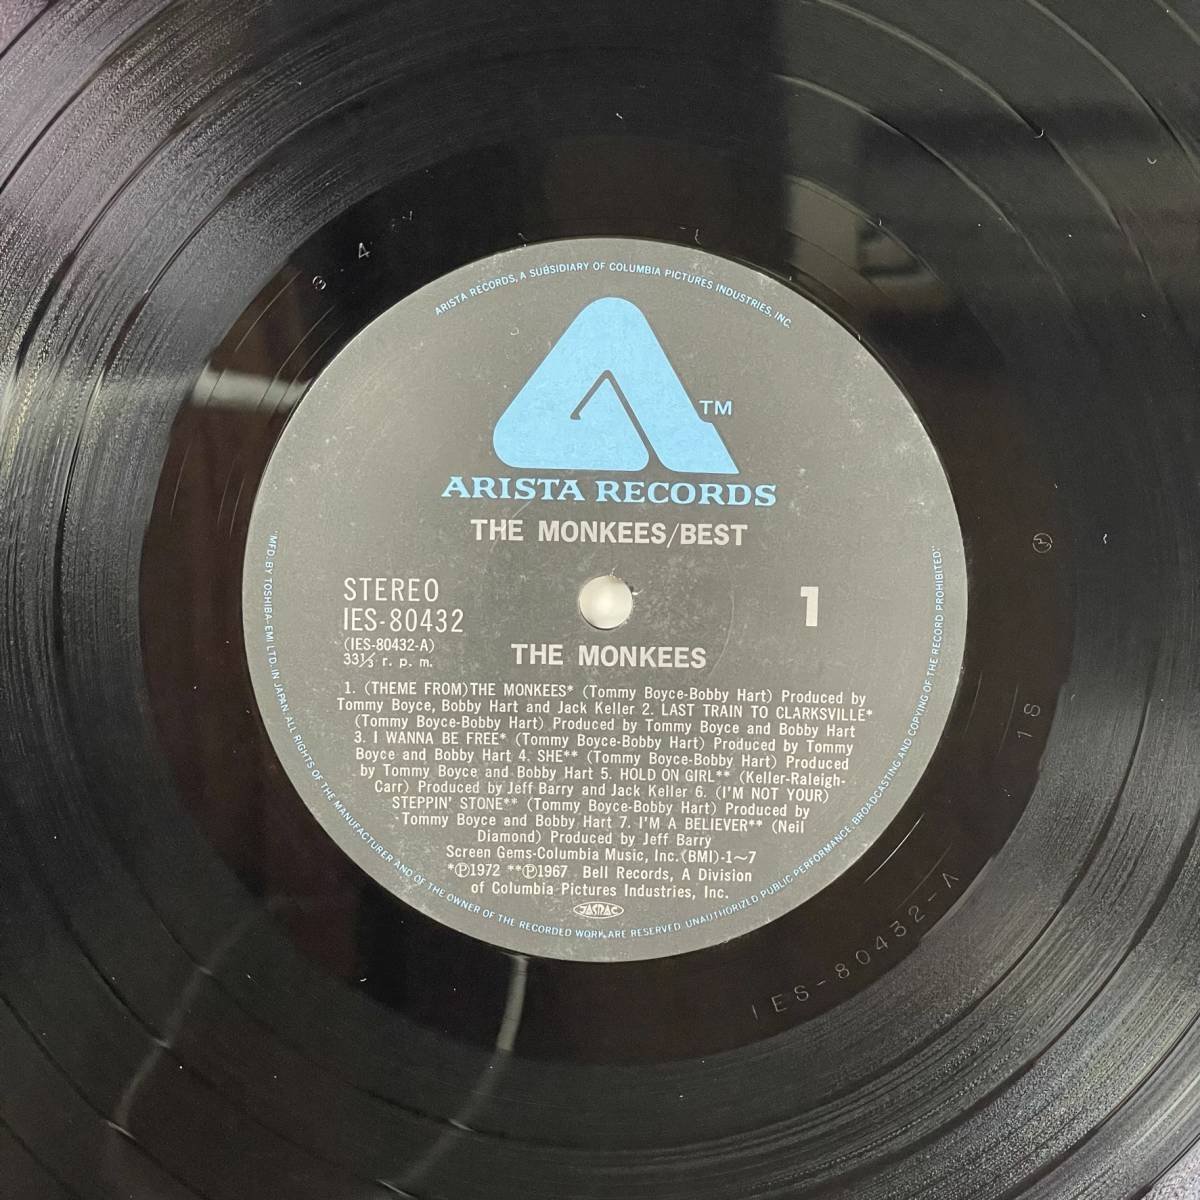 ARISTA RECORDS, A SUBSIDIARY OF COLUMBIA PICTURES INDUSTRIES, INC.
TM
ARISTA RECORDS
THE MONKEES/BEST
STEREO
IES-80432
(IES-80432-A)
33⅓ r. p. m.
1
THE MONKEES
1. (THEME FROM)THE MONKEES* (Tommy Boyce-Bobby Hart) Produced by
Tommy Boyce, Bobby Hart and Jack Keller 2. LAST TRAIN TO CLARKSVILLE*
(Tommy Boyce-Bobby Hart) Produced by Tommy Boyce and Bobby Hart
3. I WANNA BE FREE* (Tommy Boyce-Bobby Hart) Produced by Tommy
Boyce and Bobby Hart 4. SHE** (Tommy Boyce-Bobby Hart) Produced
by Tommy Boyce and Bobby Hart 5. HOLD ON GIRL** (Keller-Raleigh-
Carr) Produced by Jeff Barry and Jack Keller 6. (I'M NOT YOUR)
STEPPIN' STONE** (Tommy Boyce-Bobby Hart) Produced by
Tommy Boyce and Bobby Hart 7. I'M A BELIEVER** (Neil
Diamond) Produced by Jeff Barry
Screen Gems-Columbia Music, Inc.(BMI)-1~7
*Ⓟ1972 **Ⓟ1967 Bell Records, A Division
of Columbia Pictures Industries, Inc.
JASRAC
MFD. BY TOSHIBA-EMI LTD. IN JAPAN. ALL RIGHTS OF THE MANUFACTURER AND OF THE OWNER OF THE RECORDED WORK ARE RESERVED. UNAUTHORIZED PUBLIC PERFORMANCE, BROADCASTING AND COPYING OF THE RECORD PROHIBITED.
1S
IES-80432-A